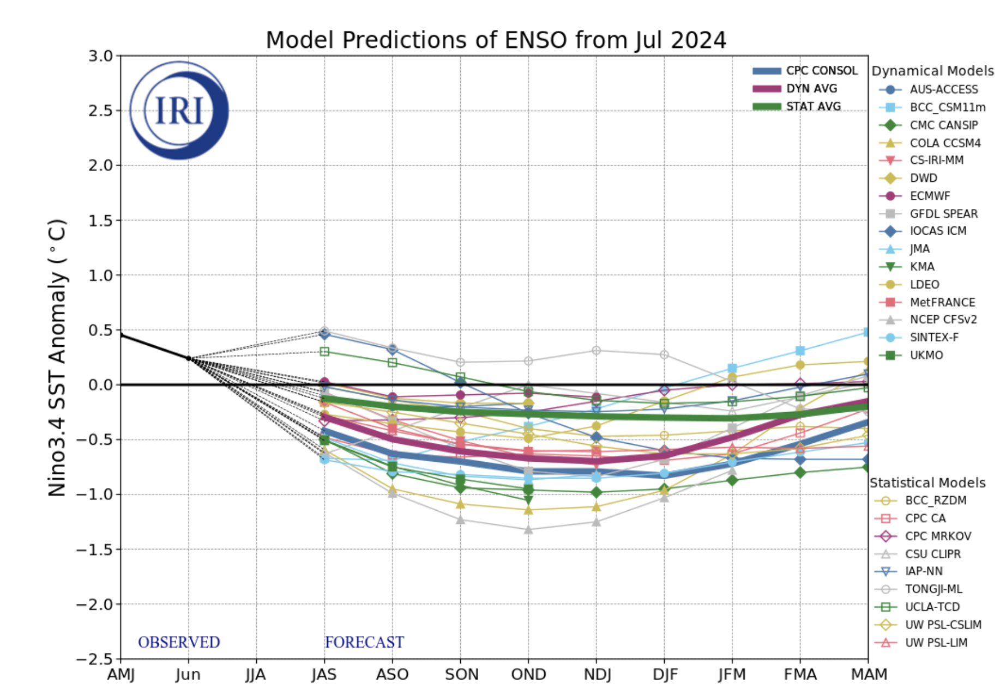 Model Predictions of ENSO from Jul 2024
IRI
CPC CONSOL
DYN AVG
STAT AVG
Nino3.4 SST Anomaly (°C)
3.0
2.5
2.0
1.5
1.0
0.5
0.0
−0.5
−1.0
−1.5
−2.0
−2.5
OBSERVED
FORECAST
AMJ Jun JJA JAS ASO SON OND NDJ DJF JFM FMA MAM
Dynamical Models
AUS-ACCESS
BCC_CSM11m
CMC CANSIP
COLA CCSM4
CS-IRI-MM
DWD
ECMWF
GFDL SPEAR
IOCAS ICM
JMA
KMA
LDEO
MetFRANCE
NCEP CFSv2
SINTEX-F
UKMO
Statistical Models
BCC_RZDM
CPC CA
CPC MRKOV
CSU CLIPR
IAP-NN
TONGJI-ML
UCLA-TCD
UW PSL-CSLIM
UW PSL-LIM